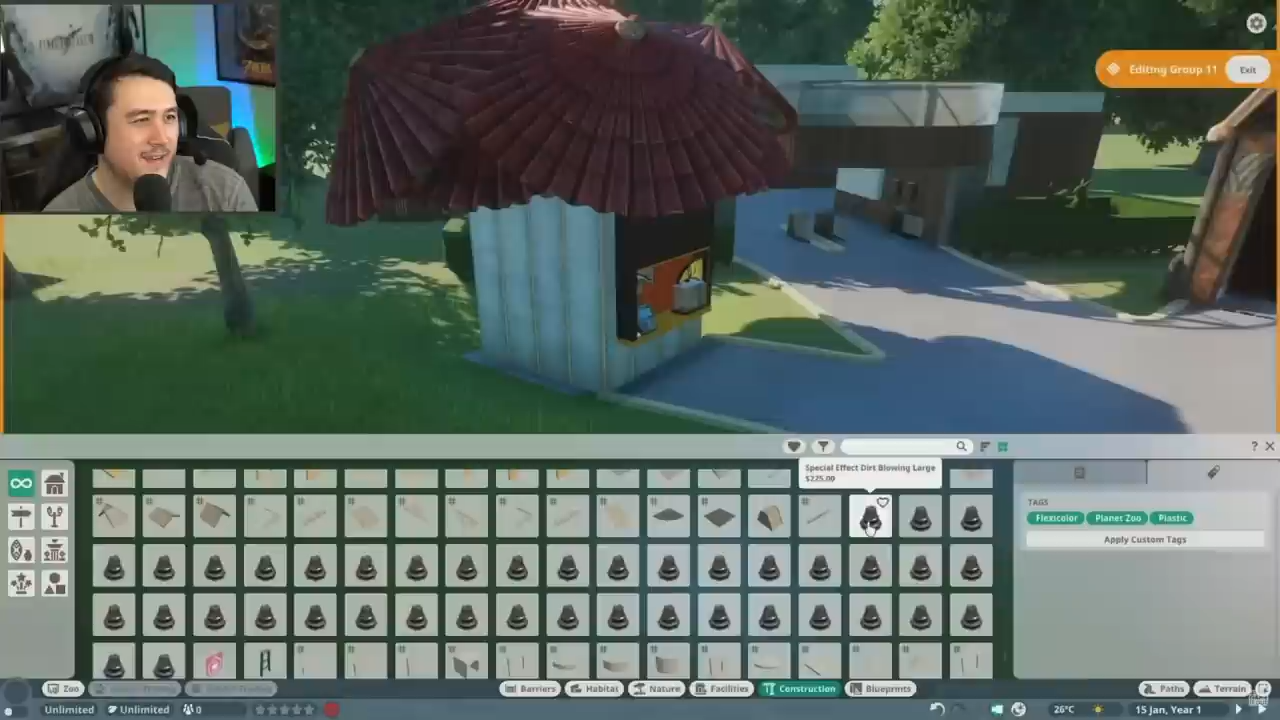 Editing Group 11
Exit
Special Effect Dirt Blowing Large
$225.00
?
TAGS
Flexicolor
Planet Zoo
Plastic
Apply Custom Tags
Zoo
Barriers
Habitat
Nature
Facilities
Construction
Blueprints
Paths
Terrain
Unlimited
Unlimited
0
26°C
15 Jan, Year 1